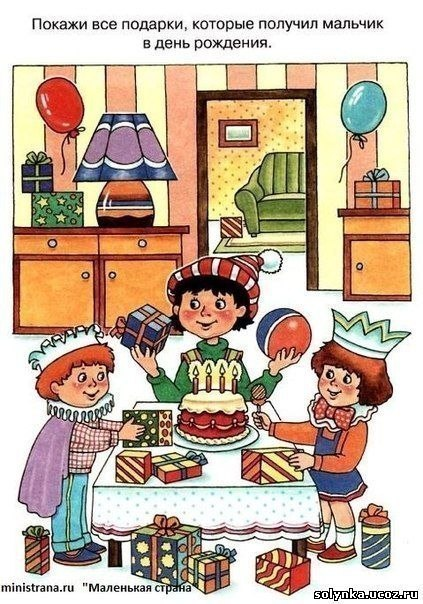 Покажи все подарки, которые получил мальчик
в день рождения.
ministrana.ru "Маленькая страна
solynka.ucoz.ru